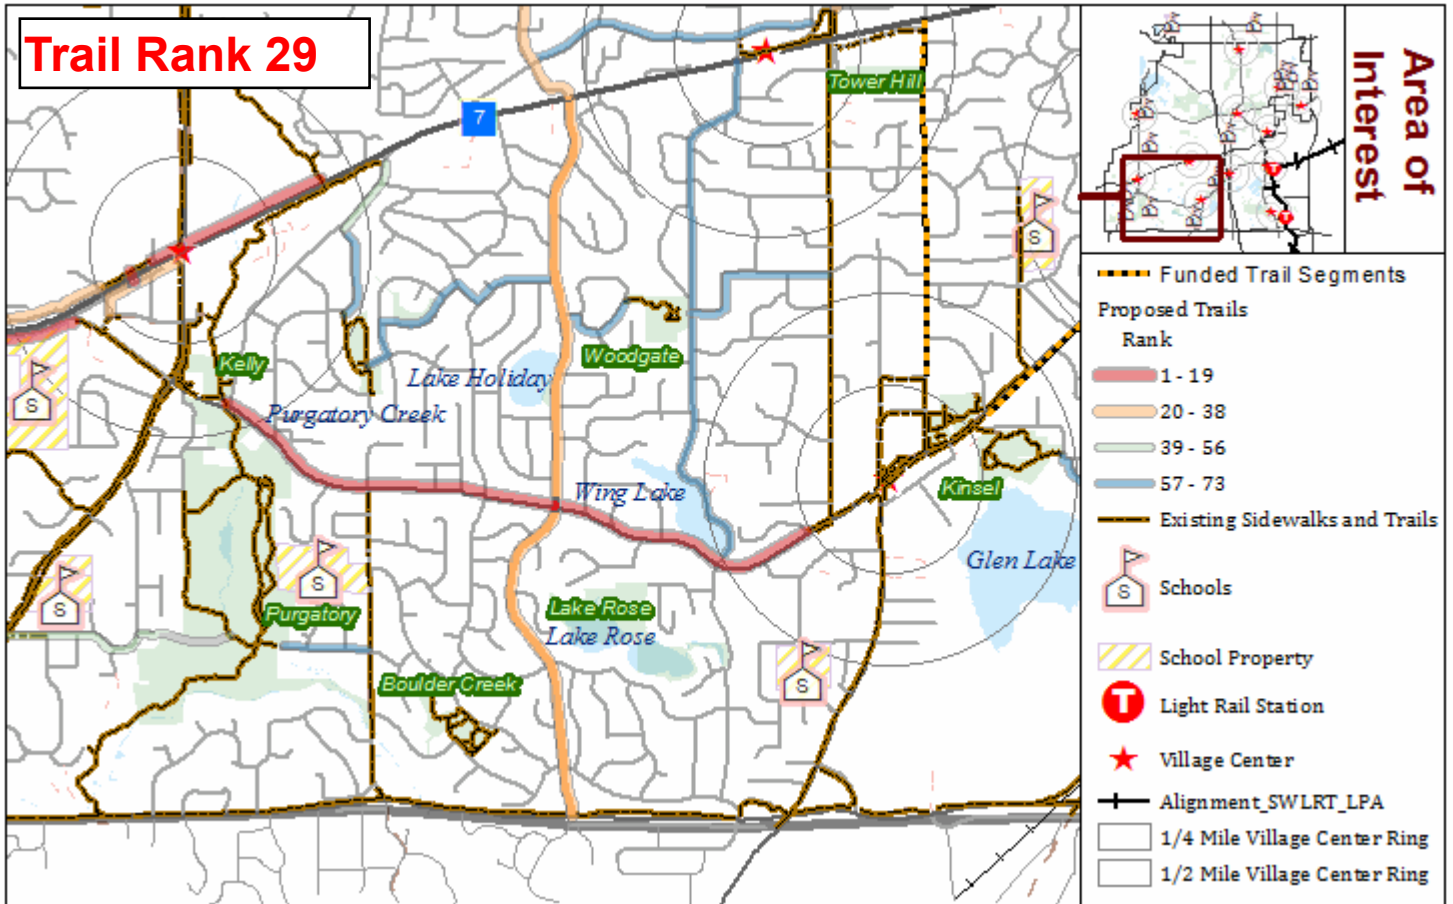 Trail Rank 29
7
Tower Hill
Kelly
Lake Holiday
Woodgate
Purgatory Creek
Wing Lake
Kinsel
Glen Lake
Purgatory
Lake Rose
Lake Rose
Boulder Creek
S
S
S
S
S
Area of
Interest
T
T
Funded Trail Segments
Proposed Trails
Rank
1 - 19
20 - 38
39 - 56
57 - 73
Existing Sidewalks and Trails
S
Schools
School Property
T
Light Rail Station
Village Center
Alignment_SWLRT_LPA
1/4 Mile Village Center Ring
1/2 Mile Village Center Ring